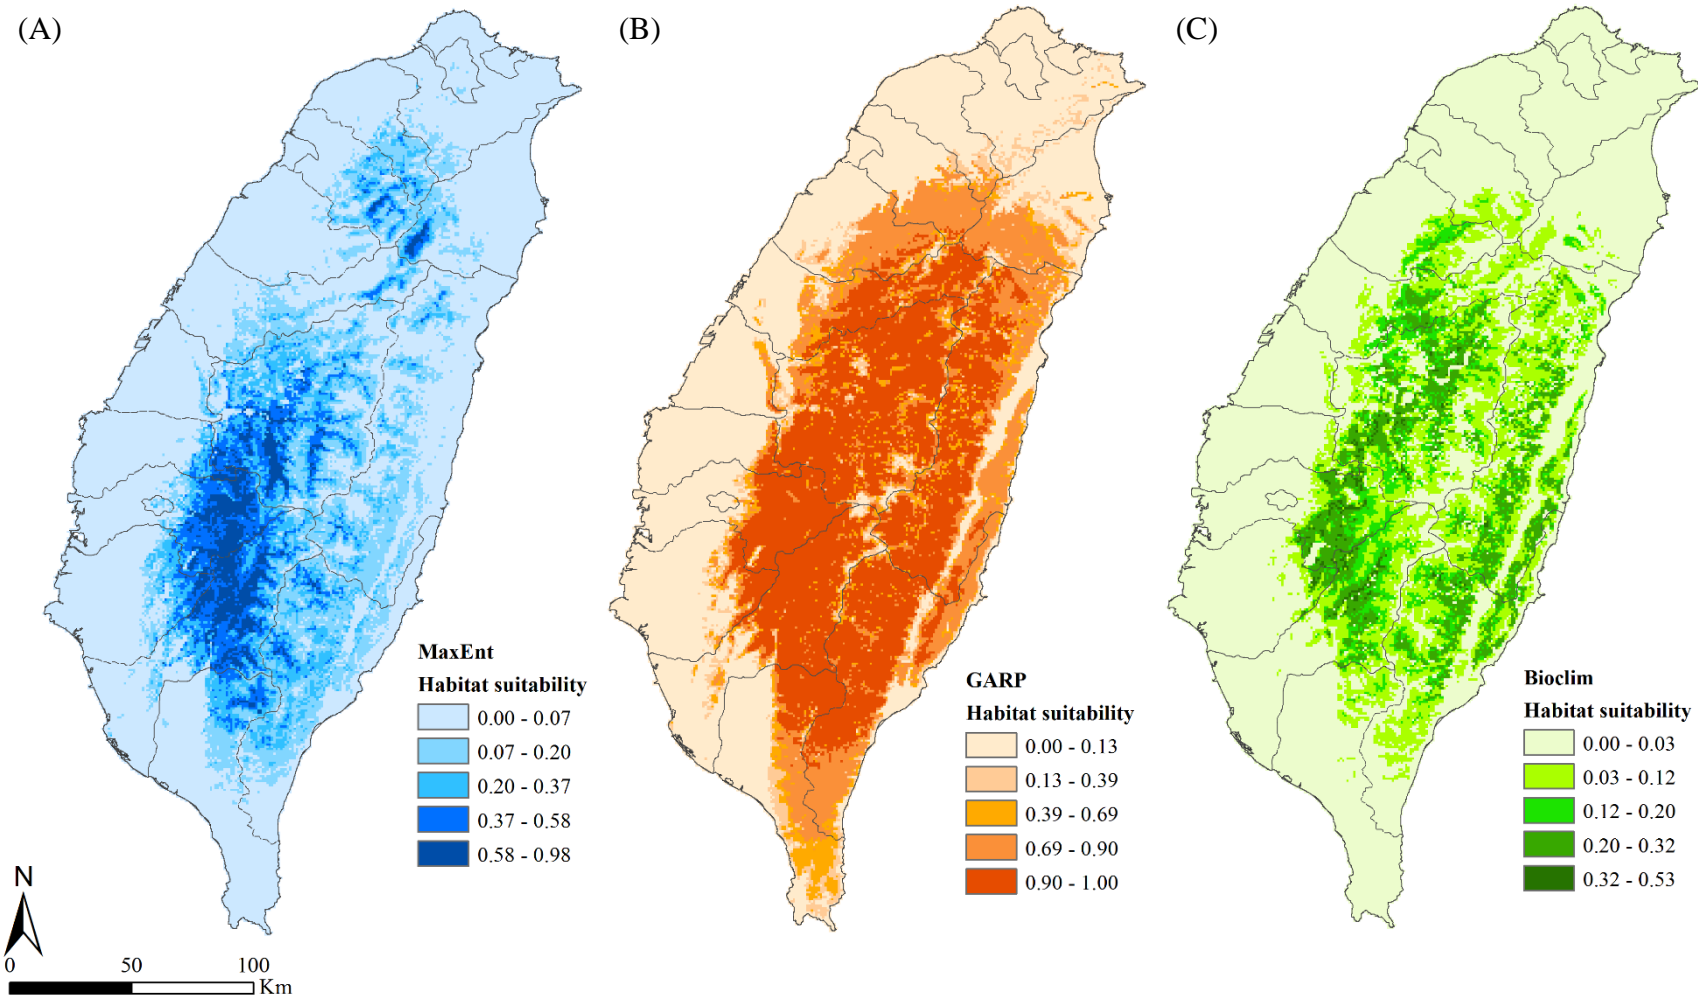 (A)
(B)
(C)
MaxEnt
Habitat suitability
0.00 - 0.07
0.07 - 0.20
0.20 - 0.37
0.37 - 0.58
0.58 - 0.98
GARP
Habitat suitability
0.00 - 0.13
0.13 - 0.39
0.39 - 0.69
0.69 - 0.90
0.90 - 1.00
Bioclim
Habitat suitability
0.00 - 0.03
0.03 - 0.12
0.12 - 0.20
0.20 - 0.32
0.32 - 0.53
N
0 50 100
Km